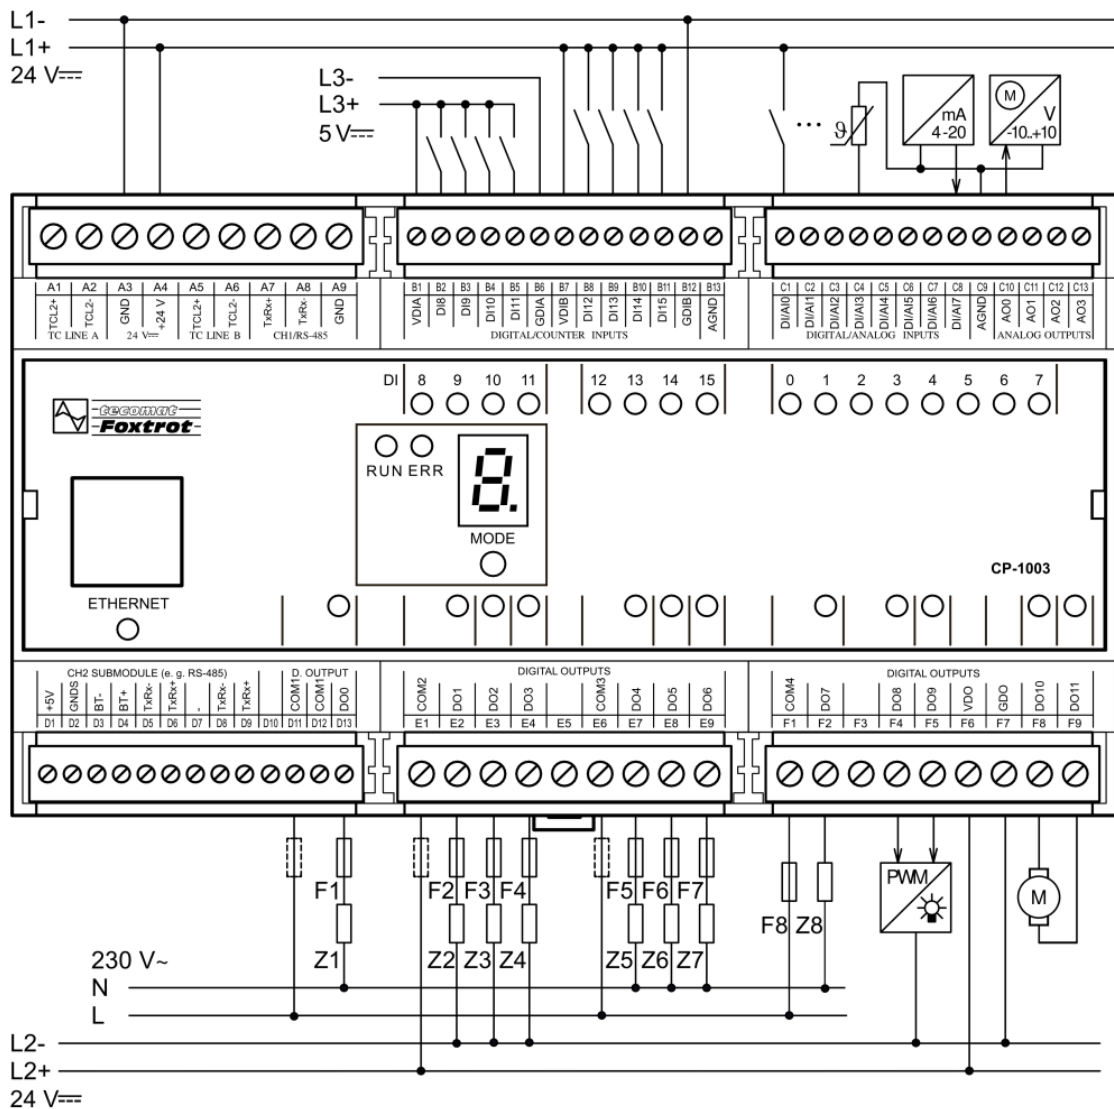 L1-
L1+
24 V⎓
L3-
L3+
5 V⎓
ϑ
mA
4-20
M
V
-10..+10
A1 A2 A3 A4 A5 A6 A7 A8 A9
TCL2+ TCL2- GND +24 V TCL2+ TCL2- TxRx+ TxRx- GND
TC LINE A 24 V⎓ TC LINE B CH1/RS-485
B1 B2 B3 B4 B5 B6 B7 B8 B9 B10 B11 B12 B13
VDIA DI8 DI9 DI10 DI11 GDIA VDIB DI12 DI13 DI14 DI15 GDIB AGND
DIGITAL/COUNTER INPUTS
C1 C2 C3 C4 C5 C6 C7 C8 C9 C10 C11 C12 C13
DI/AI0 DI/AI1 DI/AI2 DI/AI3 DI/AI4 DI/AI5 DI/AI6 DI/AI7 AGND AO0 AO1 AO2 AO3
DIGITAL/ANALOG INPUTS ANALOG OUTPUTS
DI 8 9 10 11 12 13 14 15 0 1 2 3 4 5 6 7
tecomat
Foxtrot
RUN ERR
8.
MODE
CP-1003
ETHERNET
CH2 SUBMODULE (e. g. RS-485) D. OUTPUT
+5V GNDS BT- BT+ TxRx- TxRx+ - TxRx- TxRx+ COM1 COM1 DO0
D1 D2 D3 D4 D5 D6 D7 D8 D9 D10 D11 D12 D13
DIGITAL OUTPUTS
COM2 DO1 DO2 DO3 COM3 DO4 DO5 DO6
E1 E2 E3 E4 E5 E6 E7 E8 E9
DIGITAL OUTPUTS
COM4 DO7 DO8 DO9 VDO GDO DO10 DO11
F1 F2 F3 F4 F5 F6 F7 F8 F9
F1 F2 F3 F4 F5 F6 F7
PWM
M
F8 Z8
Z1 Z2 Z3 Z4 Z5 Z6 Z7
230 V~
N
L
L2-
L2+
24 V⎓